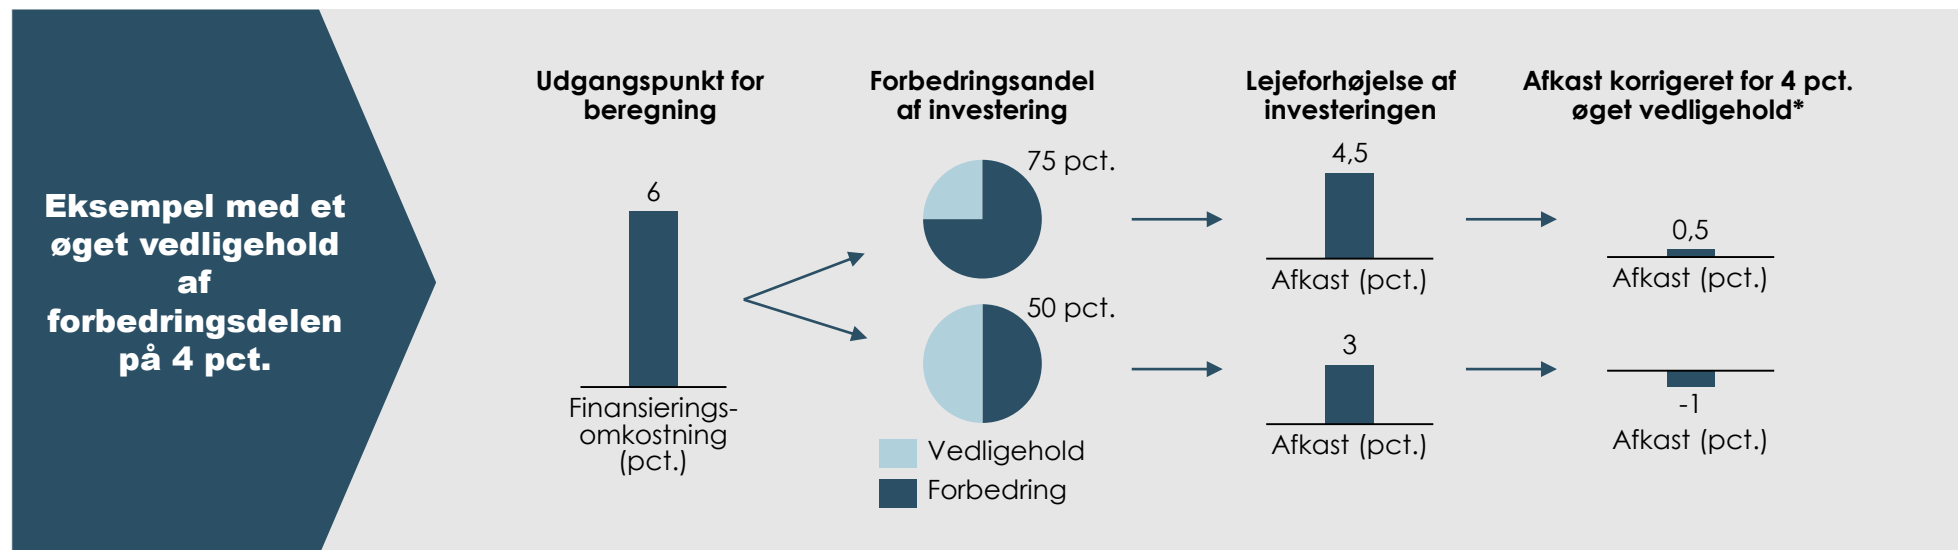 Eksempel med et
øget vedligehold
af
forbedringsdelen
på 4 pct.
Udgangspunkt for
beregning
6
Finansierings-
omkostning
(pct.)
Forbedringsandel
af investering
75 pct.
50 pct.
Vedligehold
Forbedring
Lejeforhøjelse af
investeringen
4,5
Afkast (pct.)
3
Afkast (pct.)
Afkast korrigeret for 4 pct.
øget vedligehold*
0,5
Afkast (pct.)
-1
Afkast (pct.)